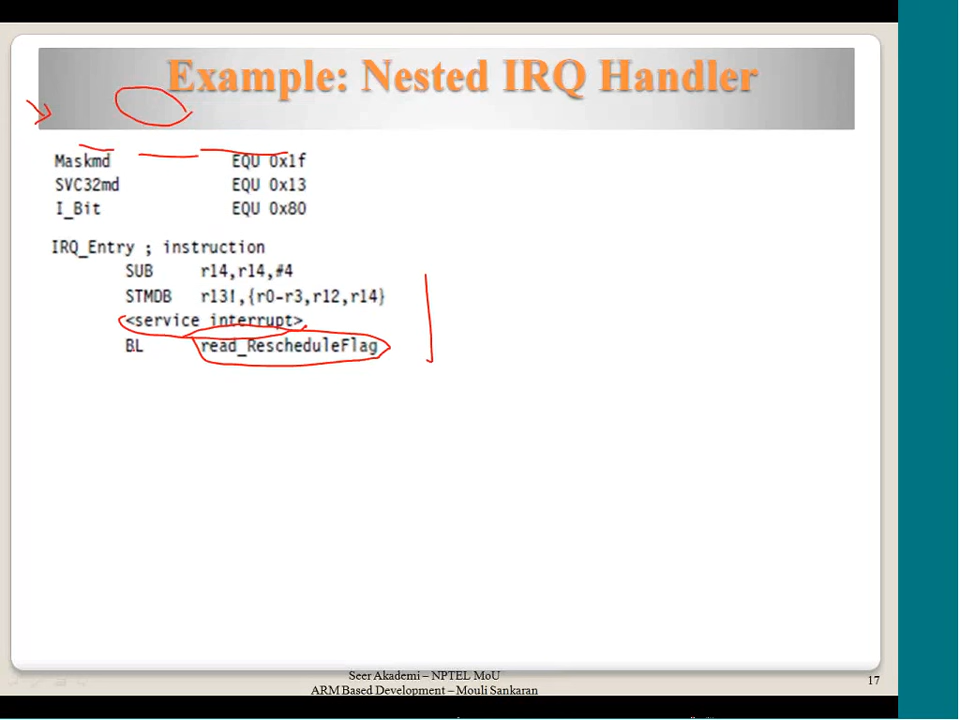 Example: Nested IRQ Handler
Maskmd EQU 0x1f
SVC32md EQU 0x13
I_Bit EQU 0x80
IRQ_Entry ; instruction
SUB r14,r14,#4
STMDB r13!,{r0-r3,r12,r14}
<service interrupt>
BL read_RescheduleFlag
Seer Akademi – NPTEL MoU
ARM Based Development – Mouli Sankaran
17